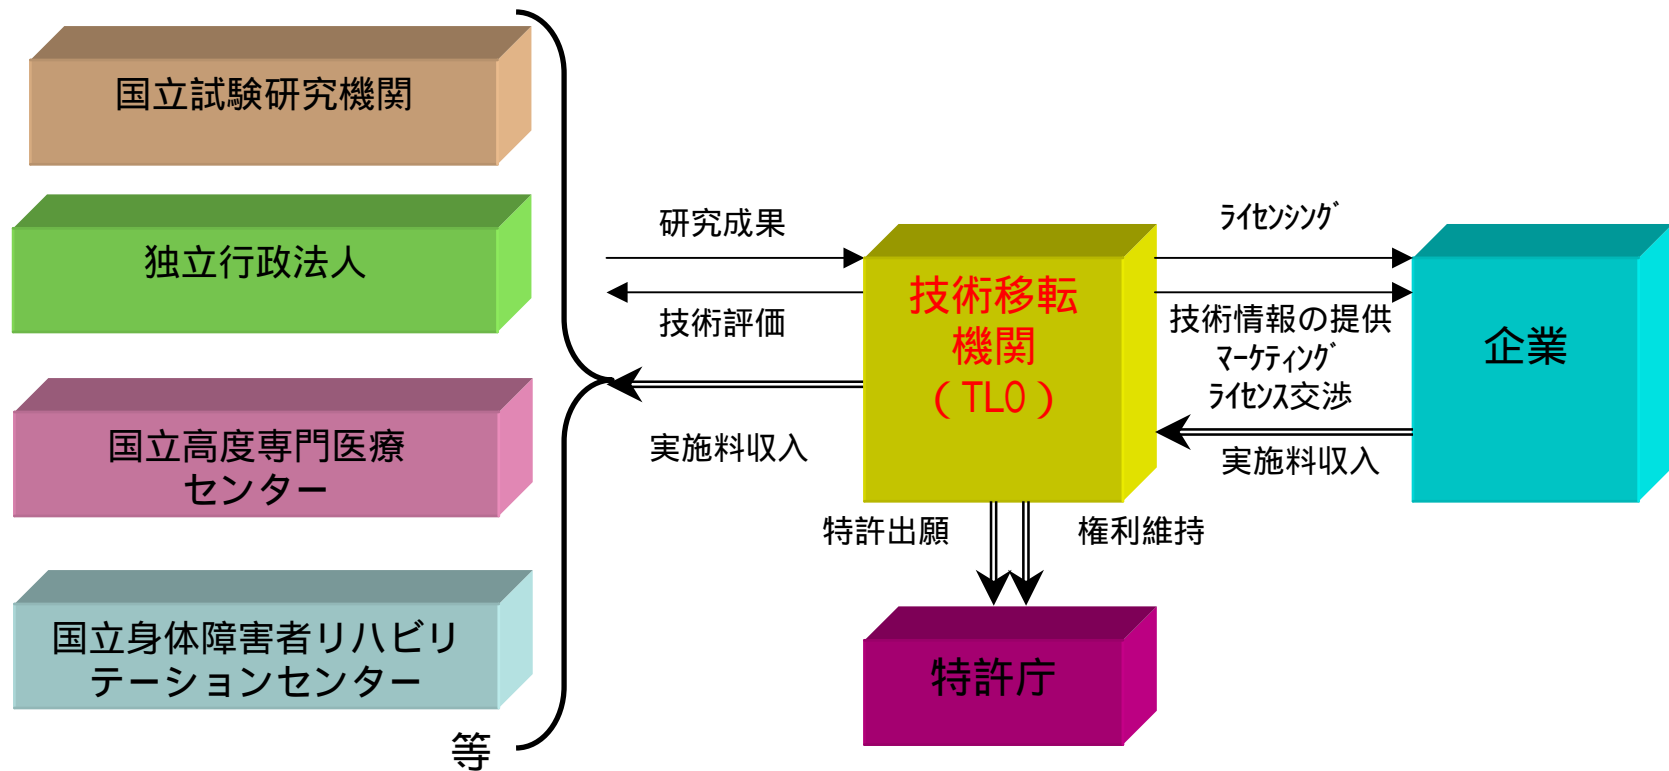 国立試験研究機関
独立行政法人
国立高度専門医療
センター
国立身体障害者リハビリ
テーションセンター
等
研究成果
技術評価
実施料収入
技術移転
機関
(TLO)
ﾗｲｾﾝｼﾝｸﾞ
技術情報の提供
ﾏｰｹﾃｨﾝｸﾞ
ﾗｲｾﾝｽ交渉
実施料収入
企業
特許出願
権利維持
特許庁